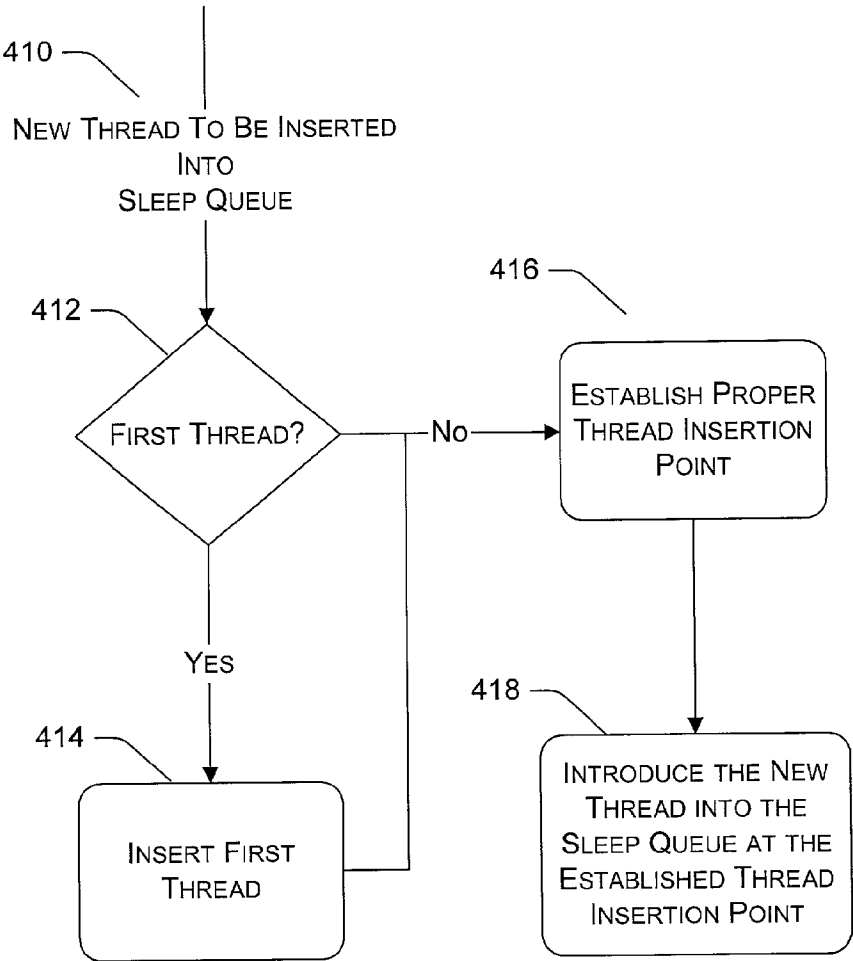 410
NEW THREAD TO BE INSERTED
INTO
SLEEP QUEUE
412
FIRST THREAD?
No
YES
414
INSERT FIRST
THREAD
416
ESTABLISH PROPER
THREAD INSERTION
POINT
418
INTRODUCE THE NEW
THREAD INTO THE
SLEEP QUEUE AT THE
ESTABLISHED THREAD
INSERTION POINT